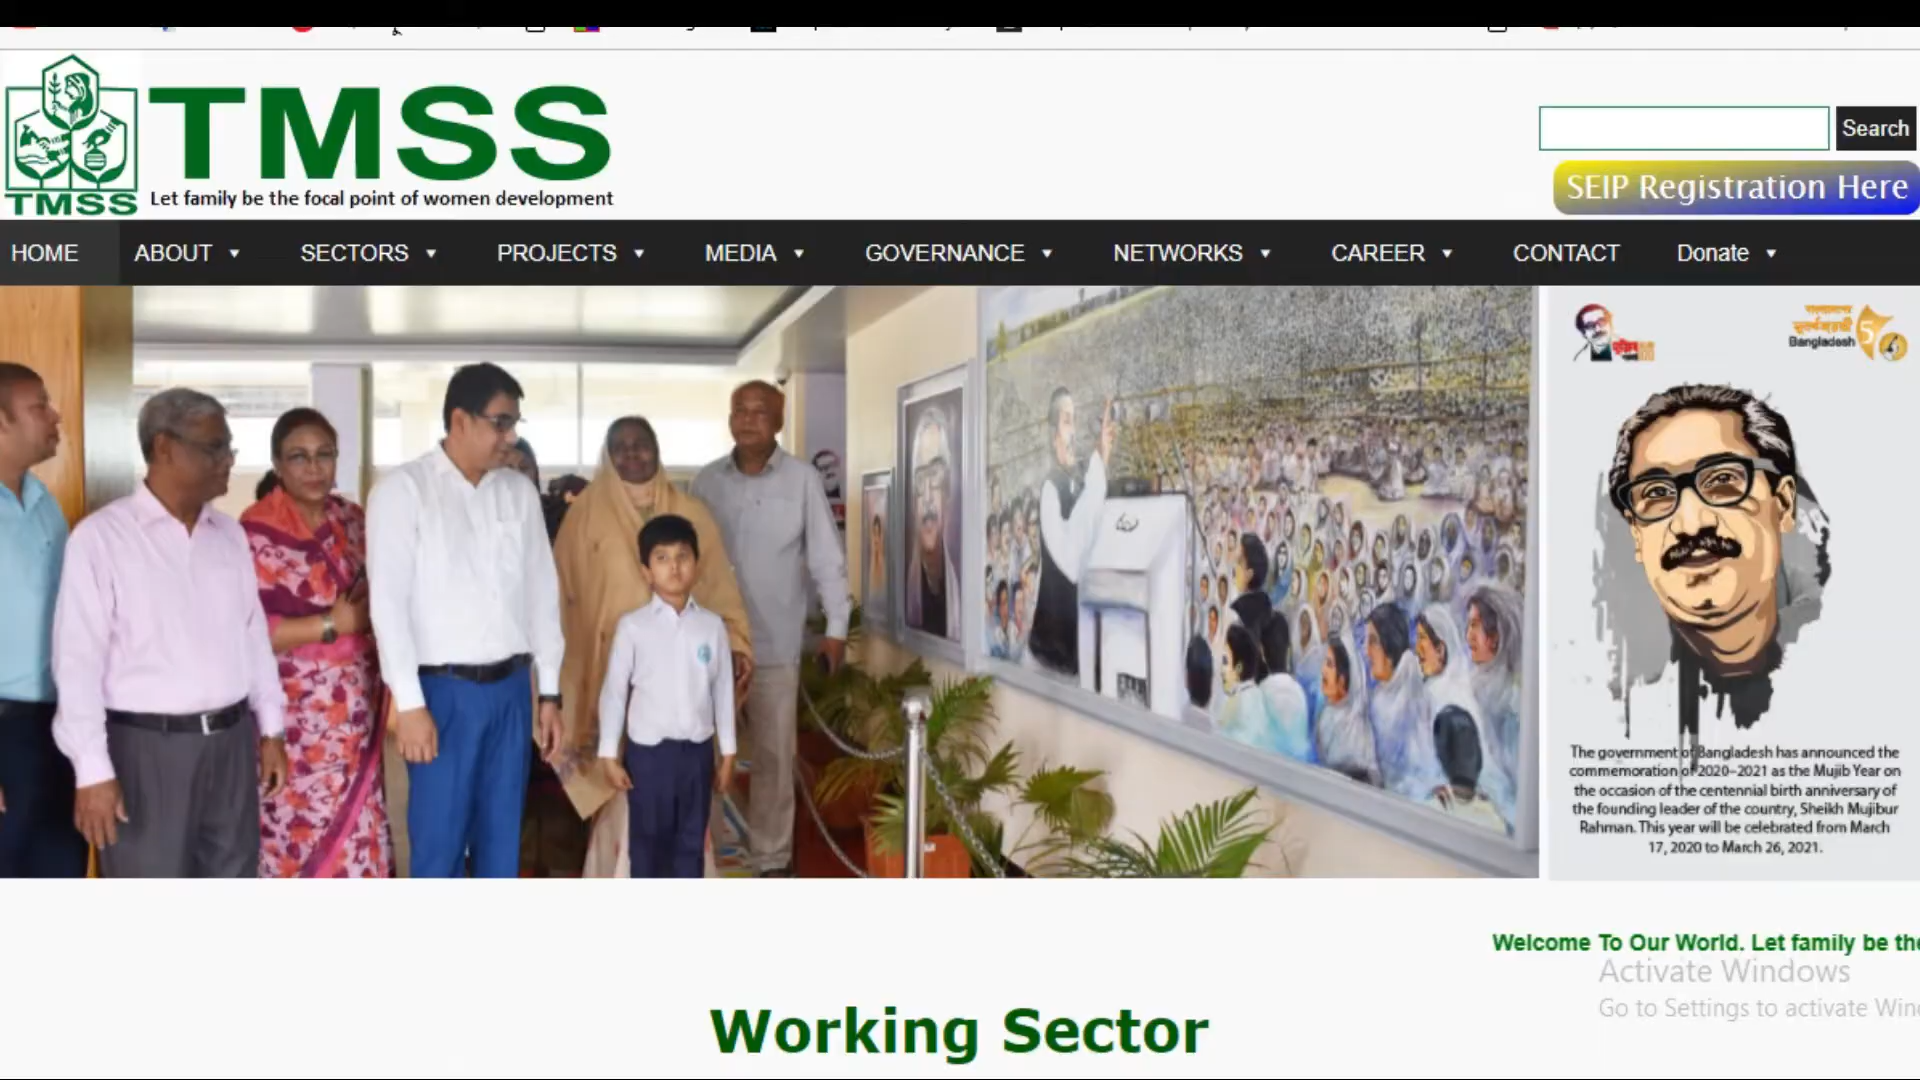 TMSS
TMSS
Let family be the focal point of women development
Search
SEIP Registration Here
HOME
ABOUT
SECTORS
PROJECTS
MEDIA
GOVERNANCE
NETWORKS
CAREER
CONTACT
Donate
Bangladesh
The government of Bangladesh has announced the
commemoration of 2020-2021 as the Mujib Year on
the occasion of the centennial birth anniversary of
the founding leader of the country, Sheikh Mujibur
Rahman. This year will be celebrated from March
17, 2020 to March 26, 2021.
Welcome To Our World. Let family be the
Activate Windows
Go to Settings to activate Win
Working Sector